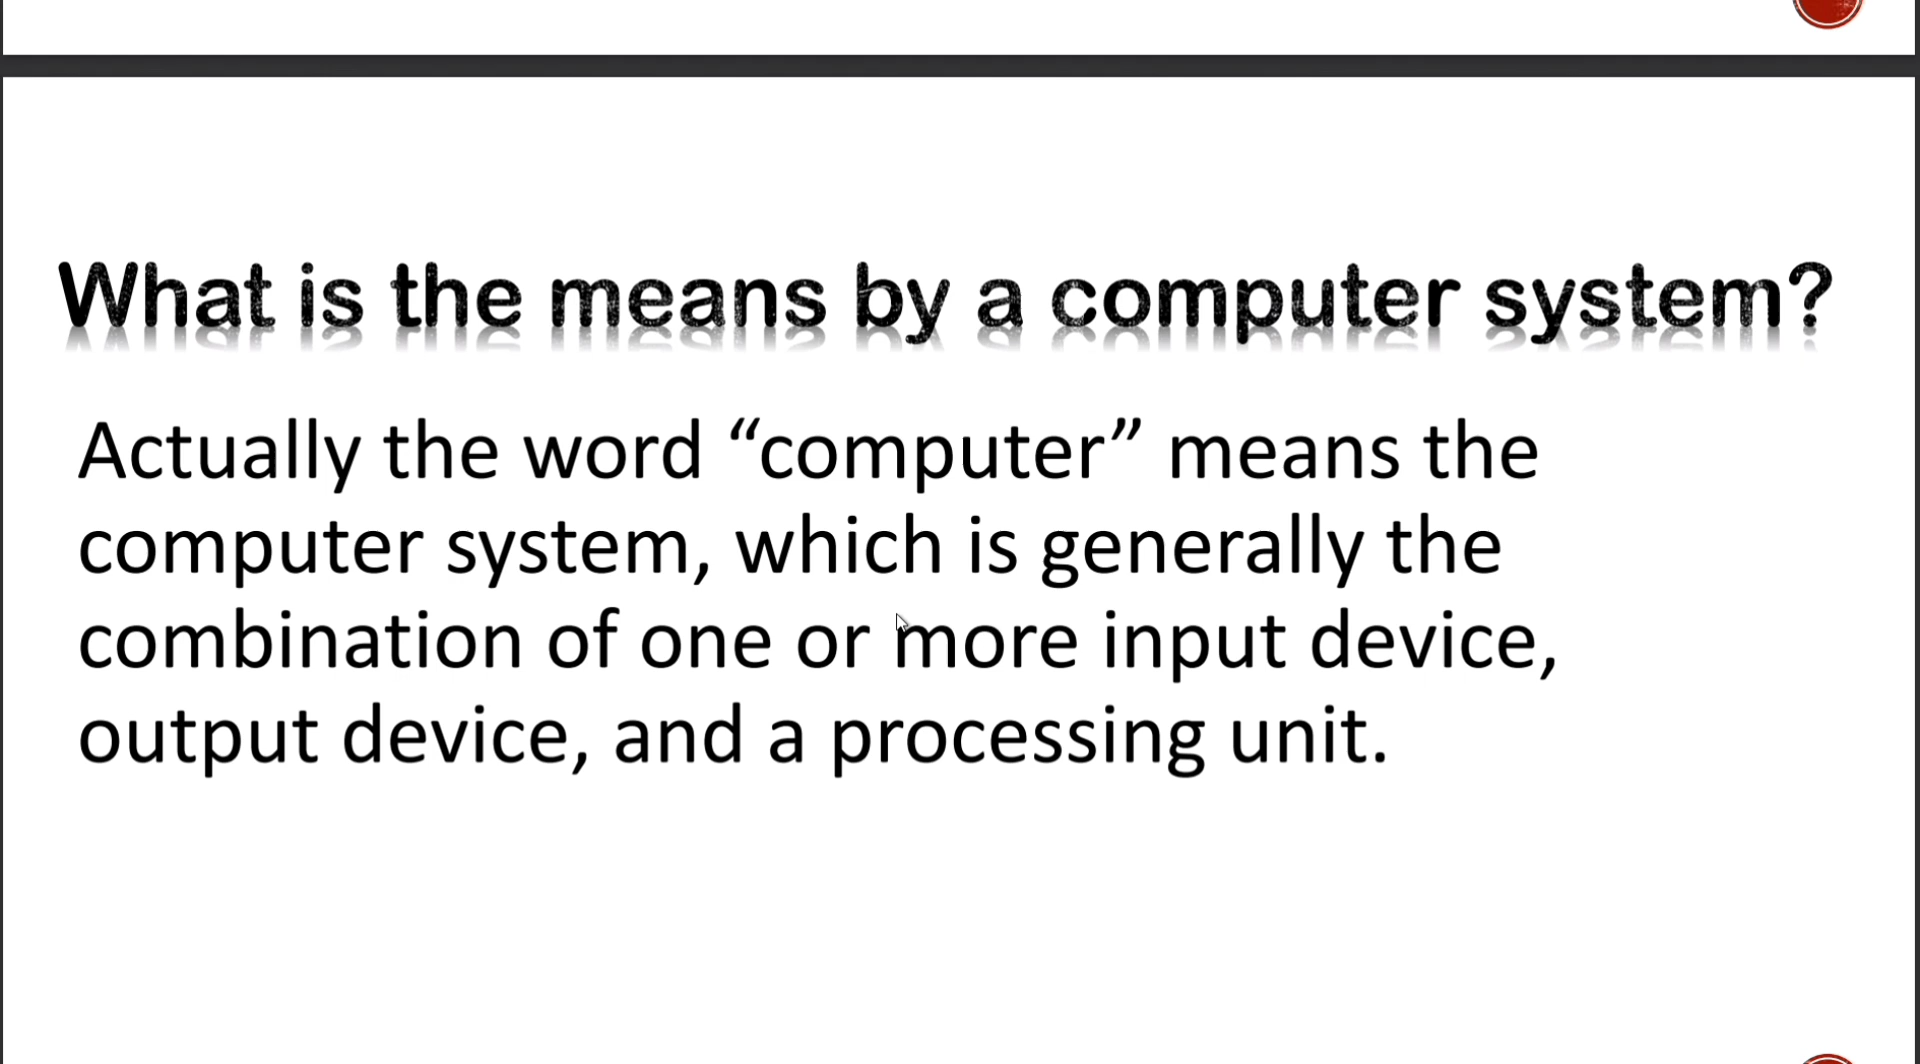 What is the means by a computer system?
Actually the word “computer” means the
computer system, which is generally the
combination of one or more input device,
output device, and a processing unit.